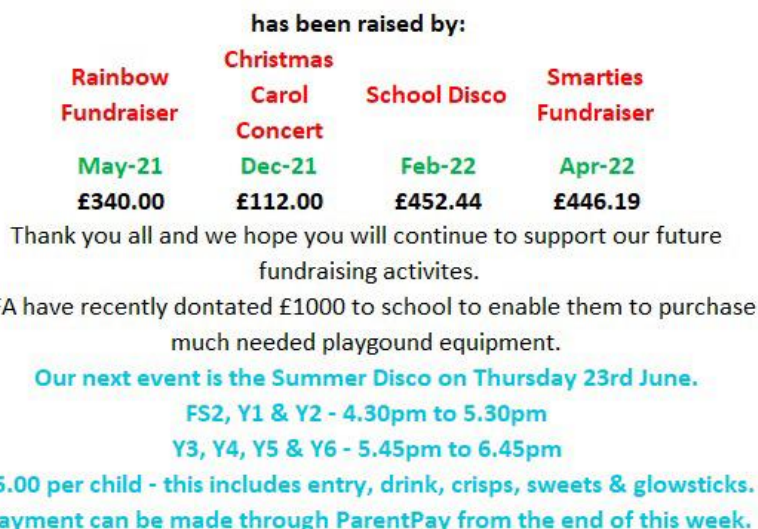 has been raised by:
Rainbow Fundraiser Christmas Carol Concert School Disco Smarties Fundraiser
May-21 Dec-21 Feb-22 Apr-22
£340.00 £112.00 £452.44 £446.19
Thank you all and we hope you will continue to support our future
fundraising activites.
have recently dontated £1000 to school to enable them to purchase
much needed playgound equipment.
Our next event is the Summer Disco on Thursday 23rd June.
FS2, Y1 & Y2 - 4.30pm to 5.30pm
Y3, Y4, Y5 & Y6 - 5.45pm to 6.45pm
per child - this includes entry, drink, crisps, sweets & glowsticks.
can be made through ParentPay from the end of this week.